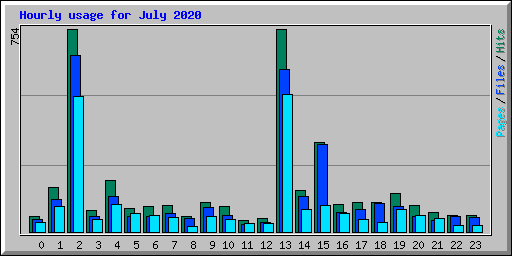 Hourly usage for July 2020
754
Pages / Files / Hits
0 1 2 3 4 5 6 7 8 9 10 11 12 13 14 15 16 17 18 19 20 21 22 23